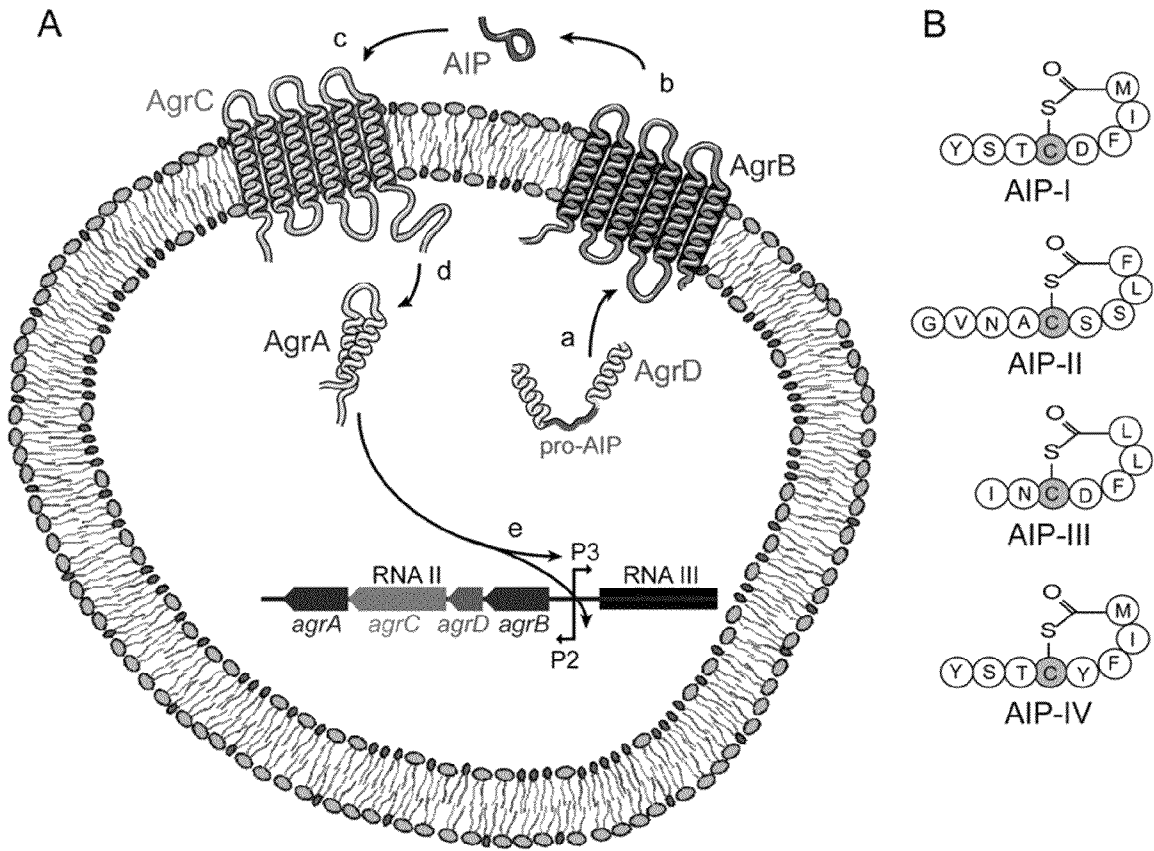 A
c
AIP
b
AgrC
AgrB
d
AgrA
a
AgrD
pro-AIP
e
P3
RNA II
RNA III
agrA
agrC
agrD
agrB
P2
B
O
S
M
I
F
Y S T C D
AIP-I
O
S
F
L
S
G V N A C S
AIP-II
O
S
L
L
F
I N C D
AIP-III
O
S
M
I
F
Y S T C Y
AIP-IV